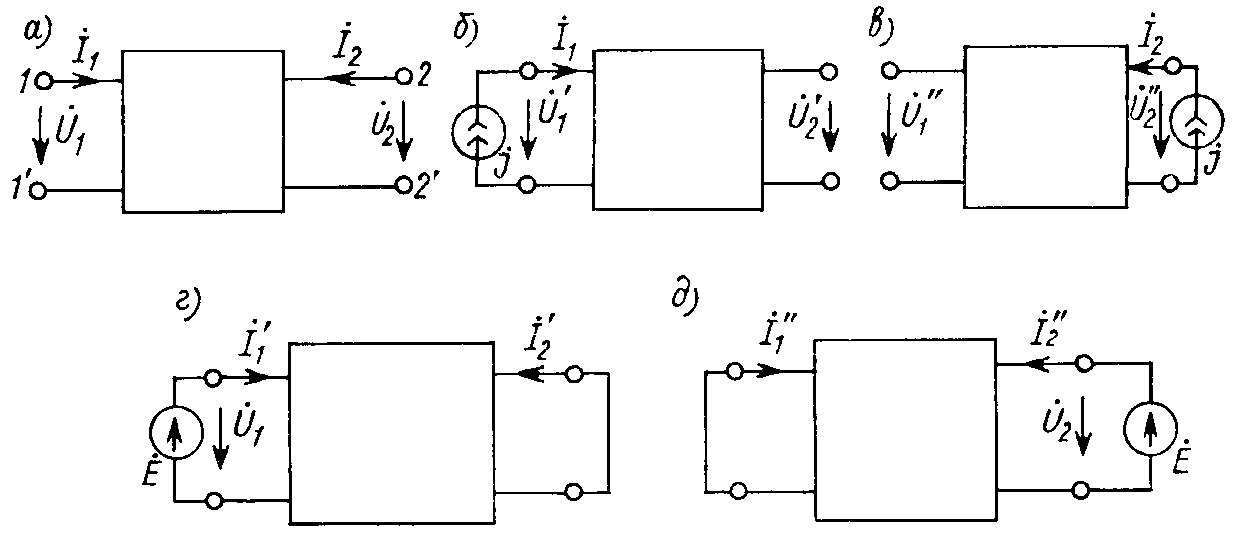 а) İ₁ İ₂ б) İ₁ в) İ₂
1 2 U̇₁ U̇₂ J̇ U̇₁′ U̇₂′ U̇₁″ U̇₂″ J̇
1′ 2′
г) İ₁′ İ₂′ д) İ₁″ İ₂″
Ė U̇₁ U̇₂ Ė